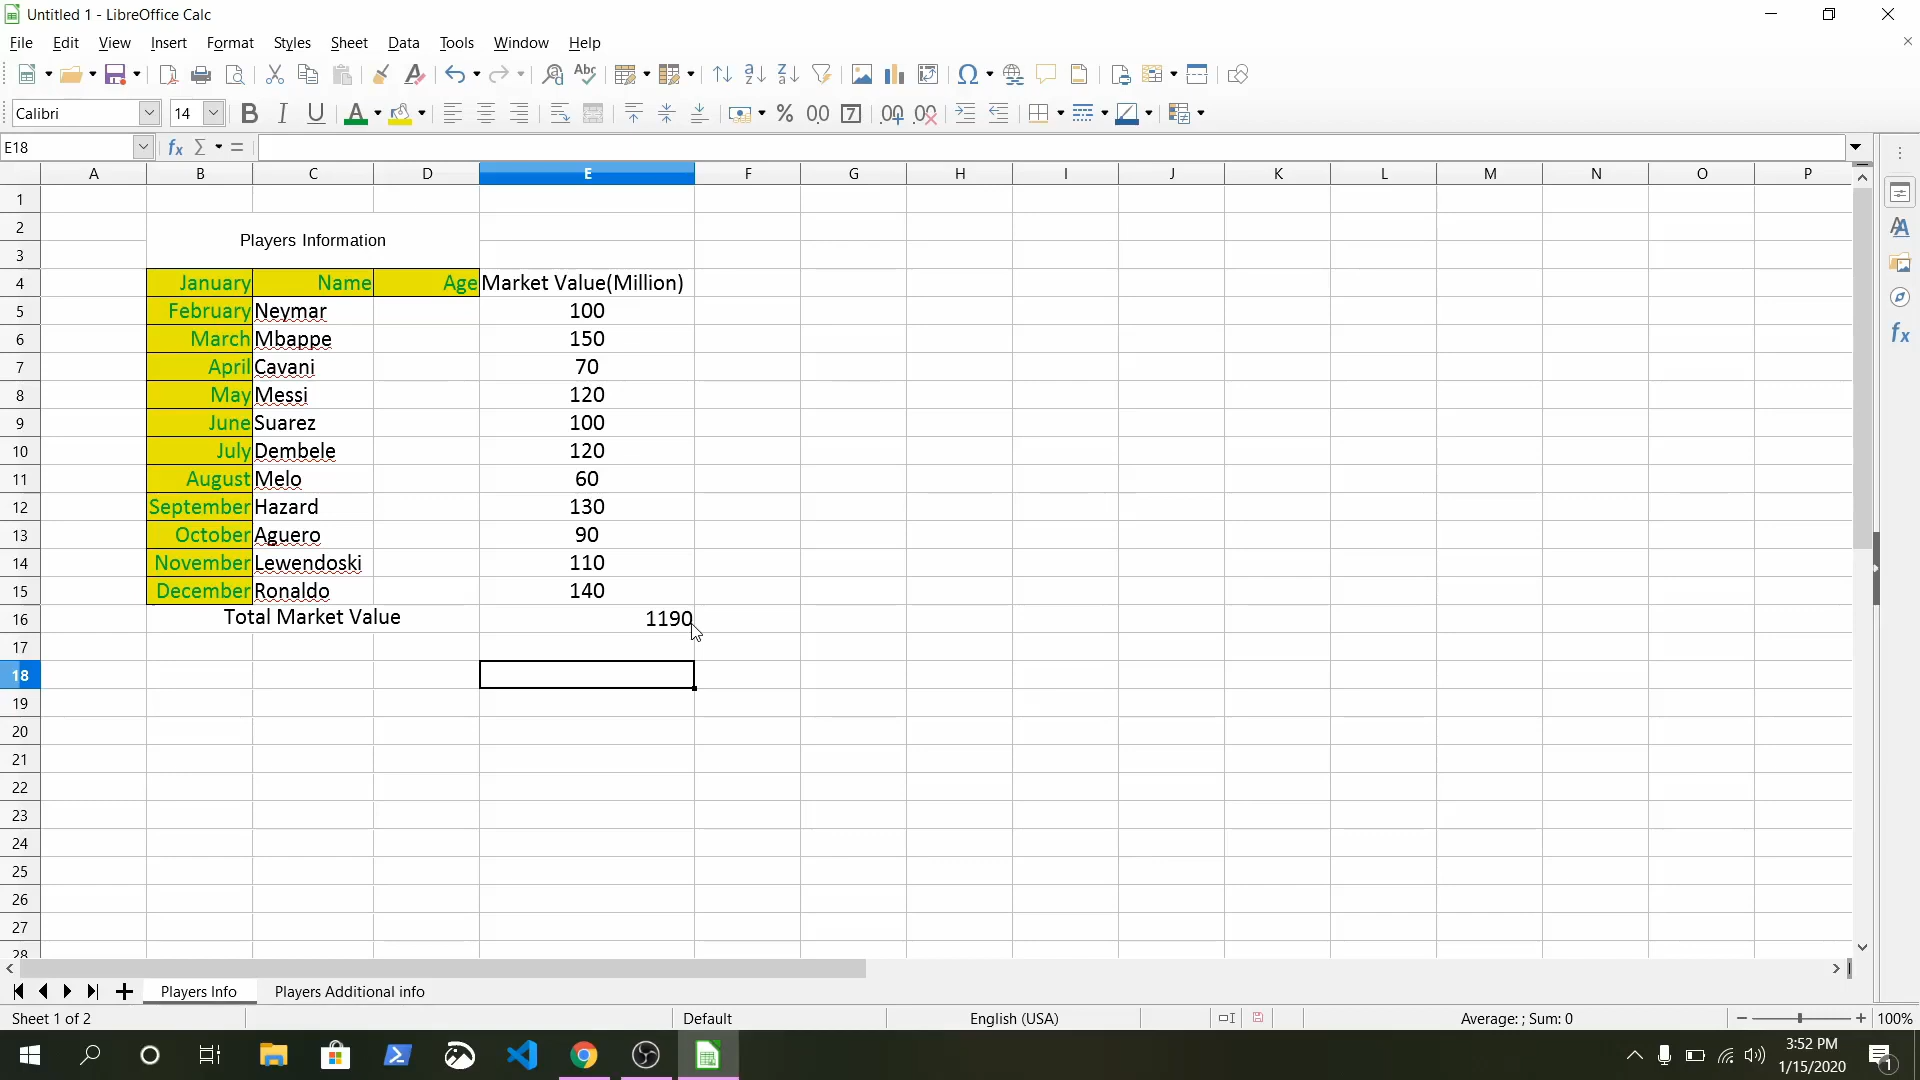 Untitled 1 - LibreOffice Calc
File Edit View Insert Format Styles Sheet Data Tools Window Help
Calibri 14
E18
A B C D E F G H I J K L M N O P
1
2
Players Information
3
4 January Name Age Market Value(Million)
5 February Neymar 100
6 March Mbappe 150
7 April Cavani 70
8 May Messi 120
9 June Suarez 100
10 July Dembele 120
11 August Melo 60
12 September Hazard 130
13 October Aguero 90
14 November Lewendoski 110
15 December Ronaldo 140
16 Total Market Value 1190
17
18
19
20
21
22
23
24
25
26
27
28
Players Info Players Additional info
Sheet 1 of 2 Default English (USA) Average: ; Sum: 0 100%
3:52 PM
1/15/2020
1